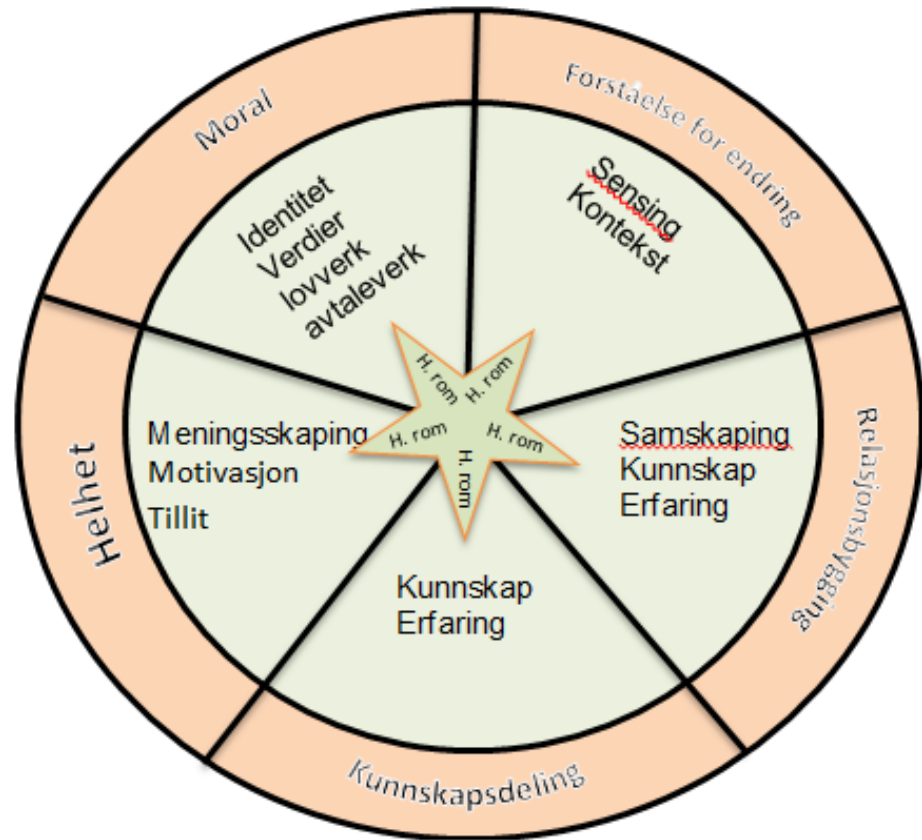 Moral
Forståelse for endring
Identitet
Verdier
lovverk
avtaleverk
Sensing
Kontekst
H. rom
H. rom
H. rom
H. rom
H. rom
Meningsskaping
Motivasjon
Tillit
Samskaping
Kunnskap
Erfaring
Helhet
Relasjonsbygging
Kunnskap
Erfaring
Kunnskapsdeling